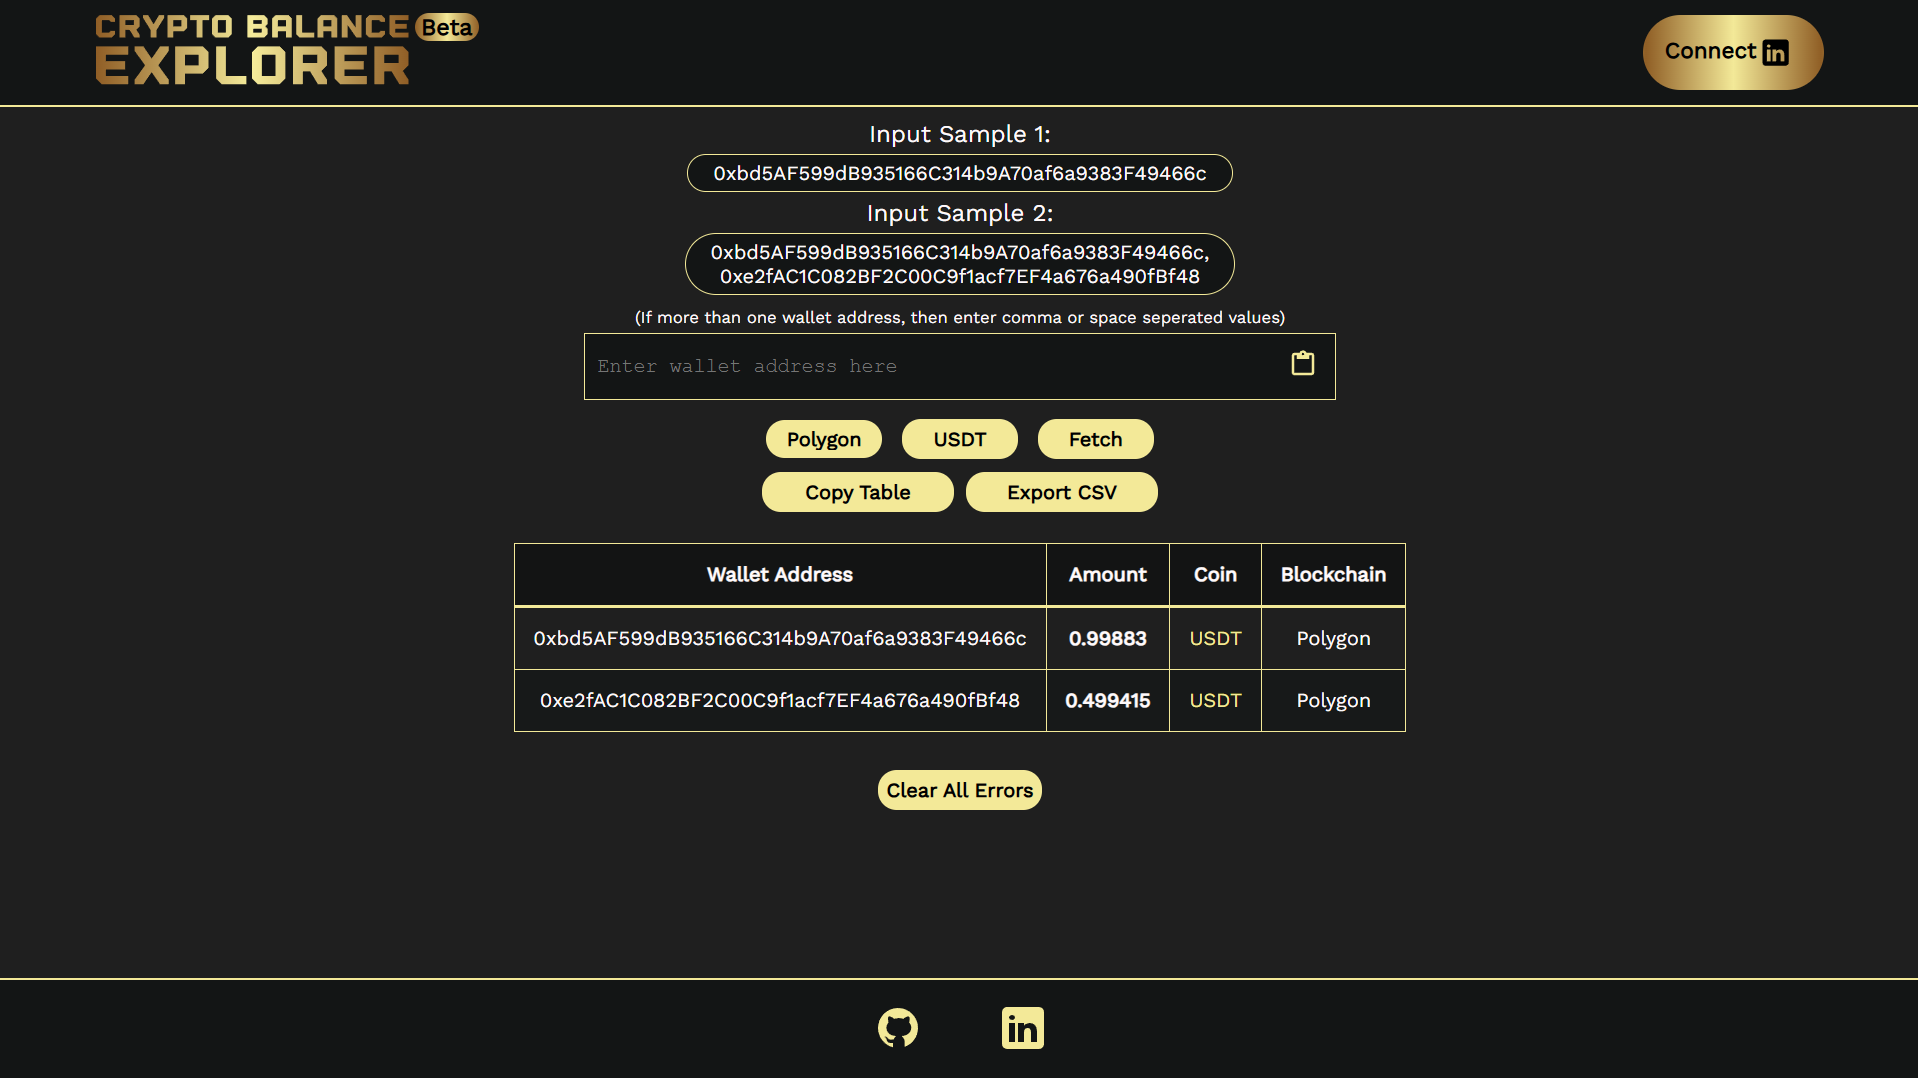 CRYPTO BALANCE Beta
EXPLORER
Connect in
Input Sample 1:
0xbd5AF599dB935166C314b9A70af6a9383F49466c
Input Sample 2:
0xbd5AF599dB935166C314b9A70af6a9383F49466c,
0xe2fAC1C082BF2C00C9f1acf7EF4a676a490fBf48
(If more than one wallet address, then enter comma or space seperated values)
Enter wallet address here
Polygon USDT Fetch
Copy Table Export CSV
Wallet Address Amount Coin Blockchain
0xbd5AF599dB935166C314b9A70af6a9383F49466c 0.99883 USDT Polygon
0xe2fAC1C082BF2C00C9f1acf7EF4a676a490fBf48 0.499415 USDT Polygon
Clear All Errors
in